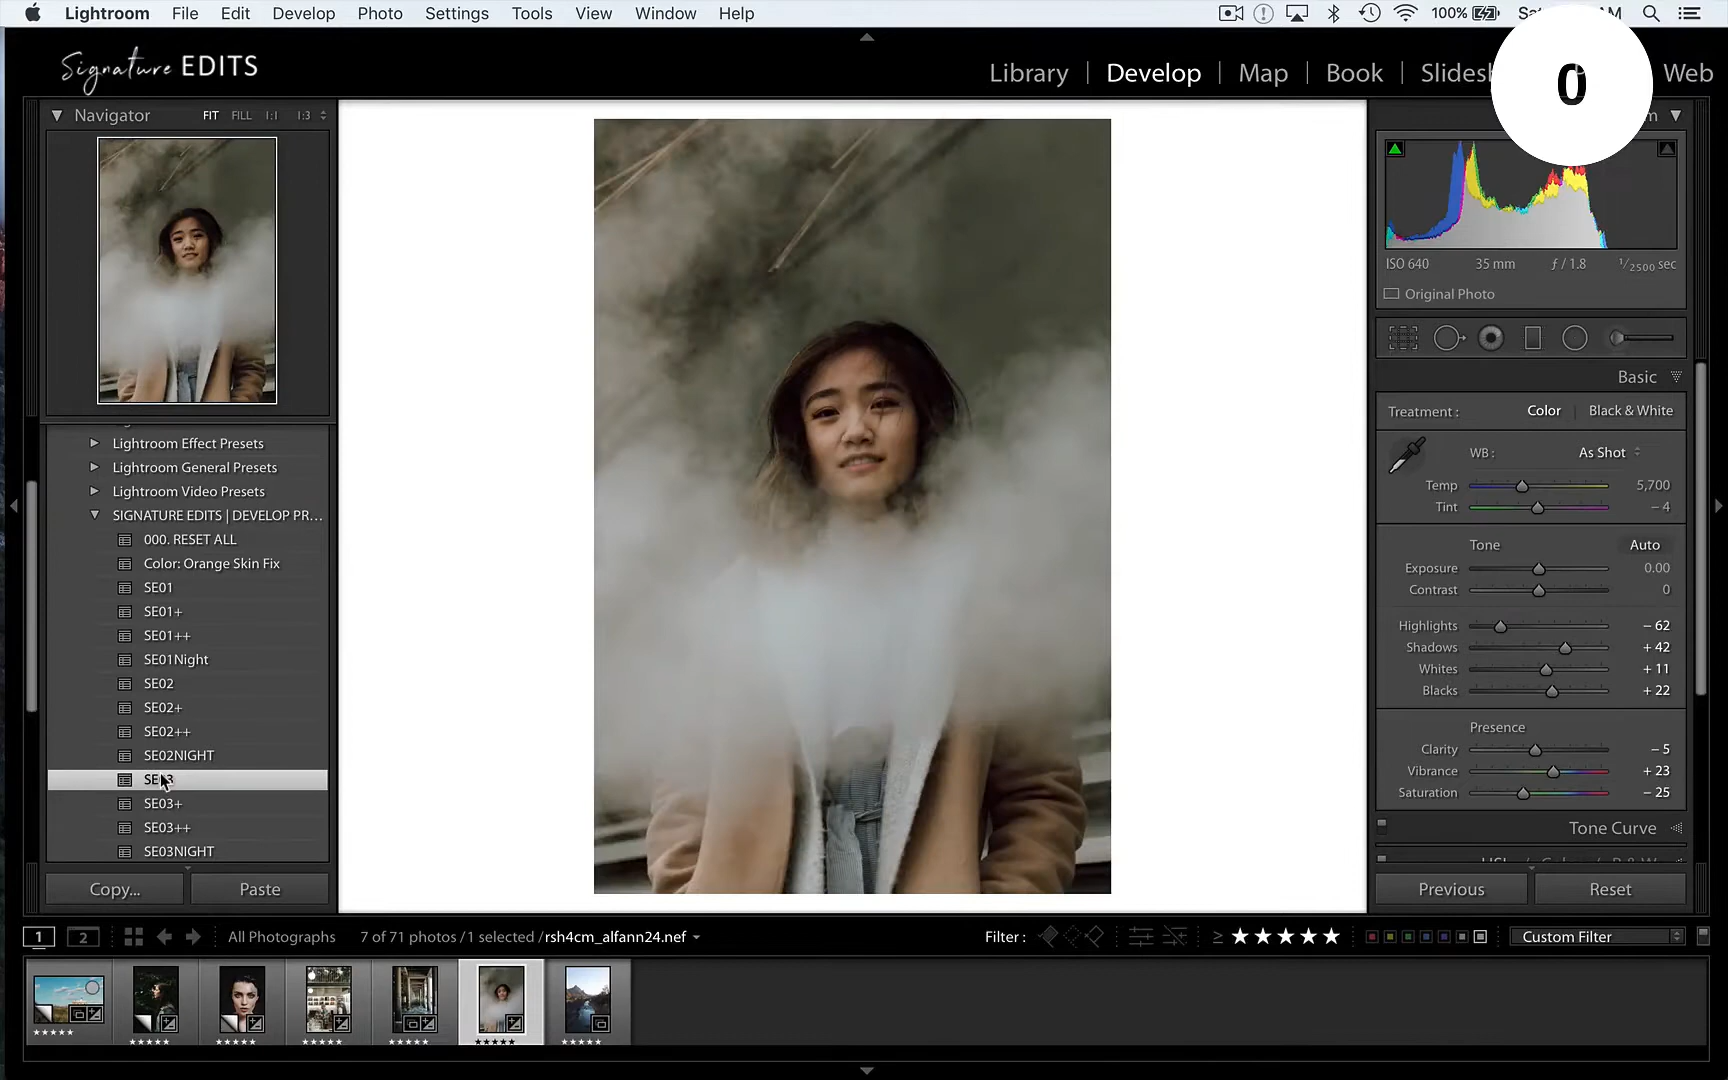 Lightroom File Edit Develop Photo Settings Tools View Window Help 100%
Signature EDITS
Library | Develop | Map | Book | Web
0
Navigator FIT FILL 1:1 1:3
ISO 640 35 mm ƒ / 1.8 1/2500 sec
Original Photo
Basic
Treatment : Color Black & White
WB : As Shot
Temp 5,700
Tint – 4
Tone Auto
Exposure 0.00
Contrast 0
Highlights – 62
Shadows + 42
Whites + 11
Blacks + 22
Presence
Clarity – 5
Vibrance + 23
Saturation – 25
Tone Curve
Previous Reset
Lightroom Effect Presets
Lightroom General Presets
Lightroom Video Presets
SIGNATURE EDITS | DEVELOP PR...
000. RESET ALL
Color: Orange Skin Fix
SE01
SE01+
SE01++
SE01Night
SE02
SE02+
SE02++
SE02NIGHT
SE03
SE03+
SE03++
SE03NIGHT
Copy... Paste
1 2 All Photographs 7 of 71 photos /1 selected /rsh4cm_alfann24.nef Filter : ≥ ★★★★★ Custom Filter